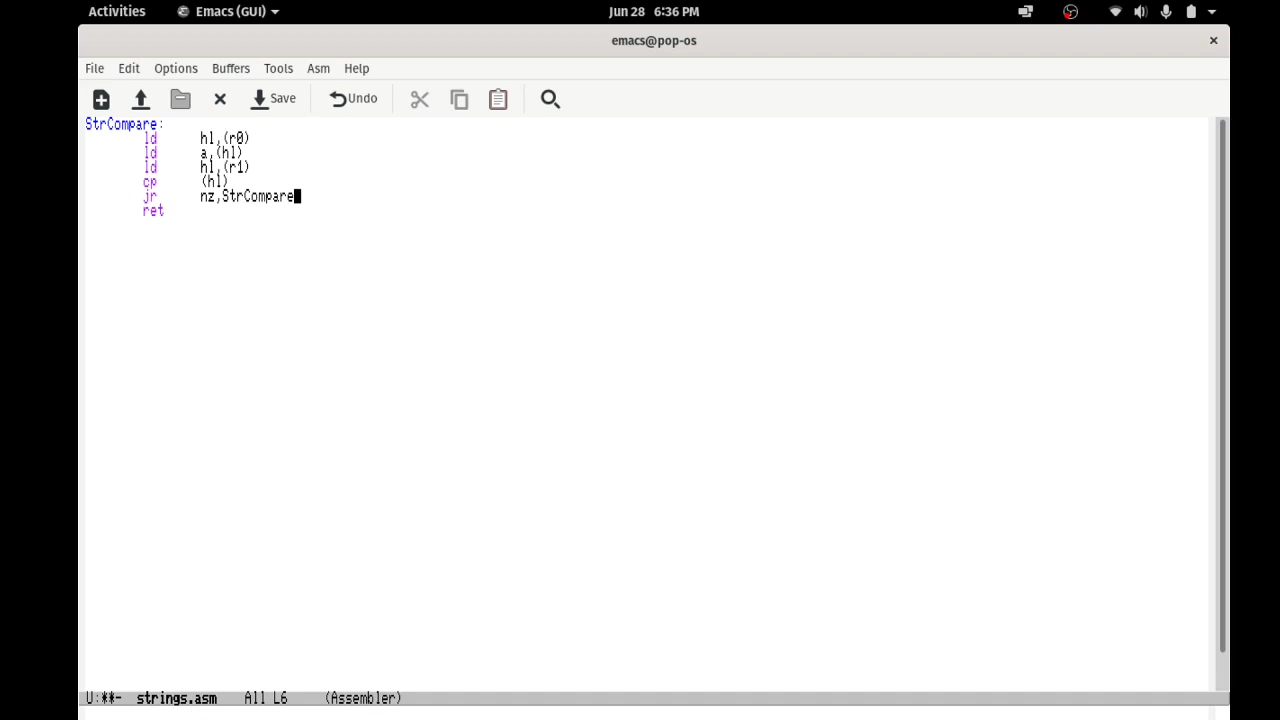 Activities Emacs (GUI) Jun 28 6:36 PM
emacs@pop-os
File Edit Options Buffers Tools Asm Help
Save Undo
StrCompare:
ld hl,(r0)
ld a,(hl)
ld hl,(r1)
cp (hl)
jr nz,StrCompare
ret
U:**- strings.asm All L6 (Assembler)